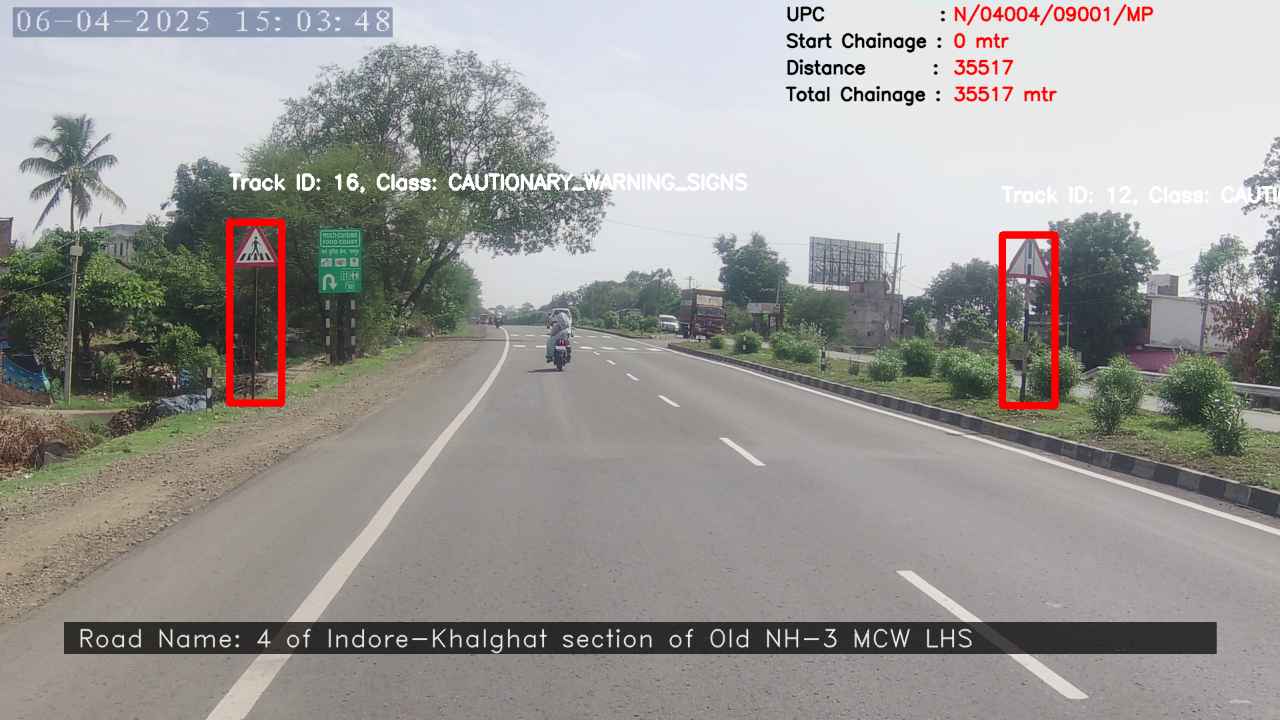 06-04-2025 15:03:48
UPC : N/04004/09001/MP
Start Chainage : 0 mtr
Distance : 35517
Total Chainage : 35517 mtr
Track ID: 16, Class: CAUTIONARY_WARNING_SIGNS
Track ID: 12, Class: CAUTI
FOOD COURT
Road Name: 4 of Indore-Khalghat section of Old NH-3 MCW LHS